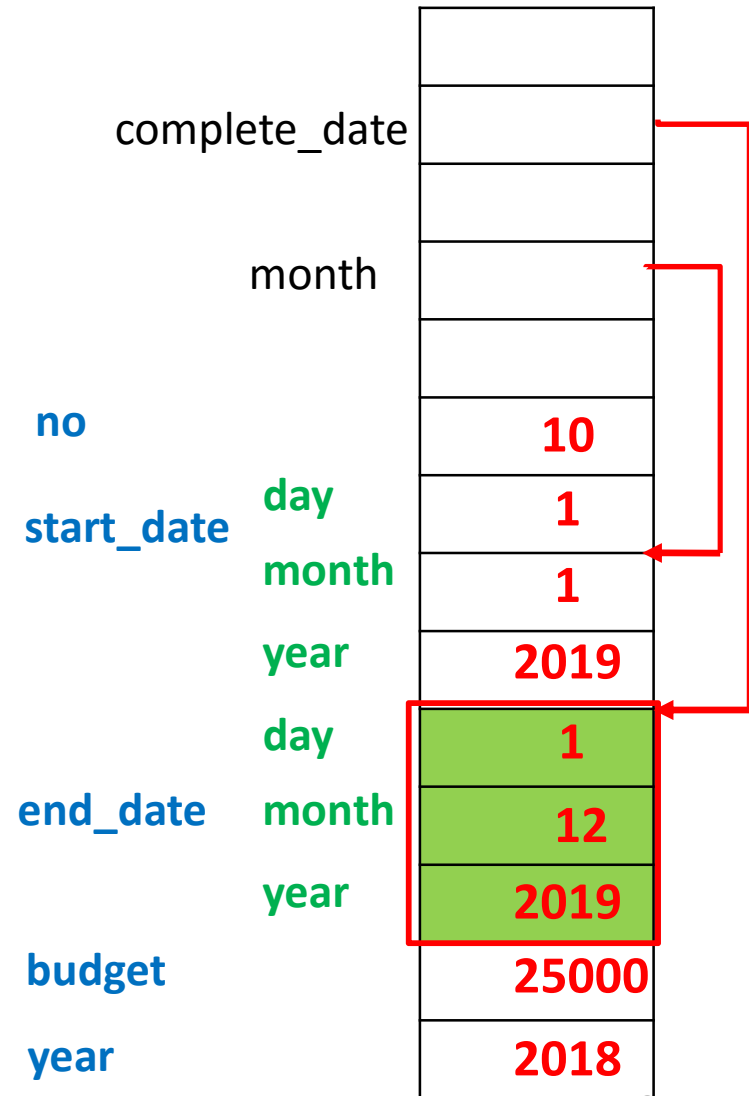 complete_date
month
no 10
day 1
start_date
month 1
year 2019
day 1
end_date month 12
year 2019
budget 25000
year 2018